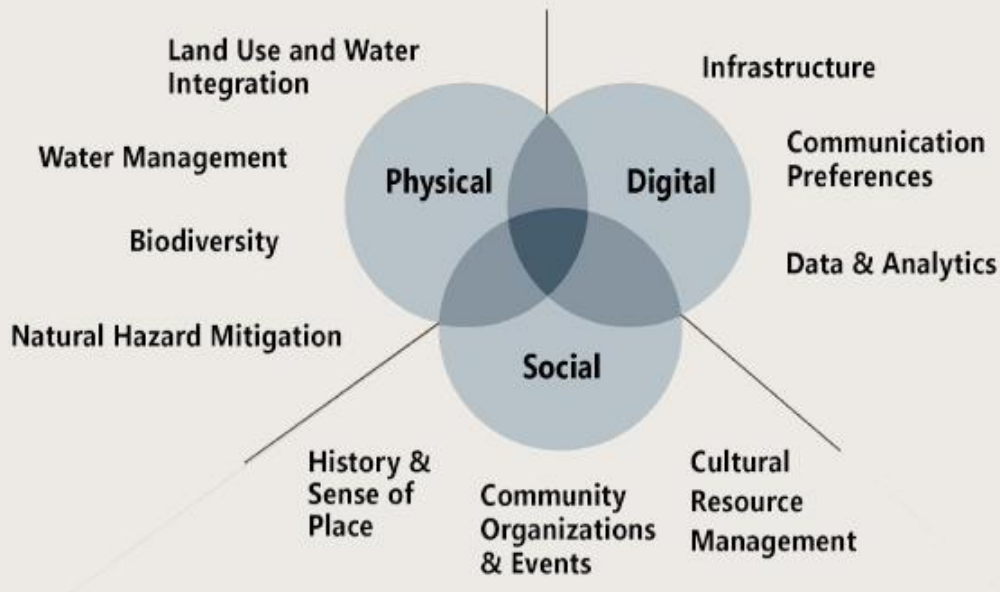 Land Use and Water
Integration
Infrastructure
Water Management
Communication
Preferences
Physical
Digital
Biodiversity
Data & Analytics
Natural Hazard Mitigation
Social
History &
Sense of
Place
Community
Organizations
& Events
Cultural
Resource
Management